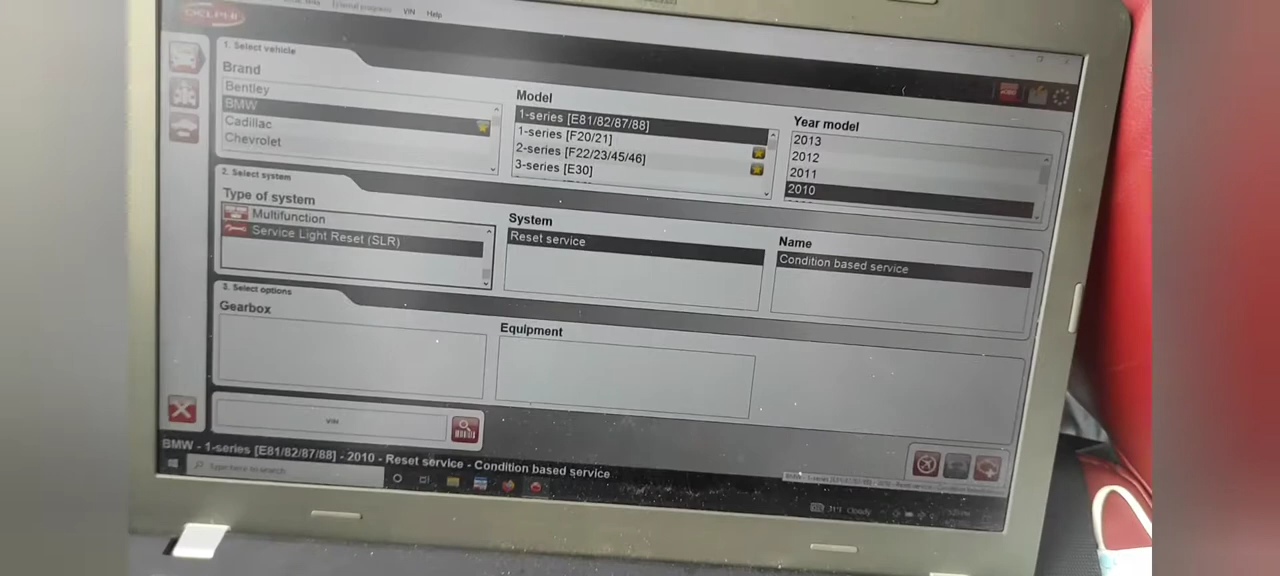 DELPHI
VIN Help
1. Select vehicle
Brand
Bentley
BMW
Cadillac
Chevrolet
Model
1-series [E81/82/87/88]
1-series [F20/21]
2-series [F22/23/45/46]
3-series [E30]
Year model
2013
2012
2011
2010
2. Select system
Type of system
Multifunction
Service Light Reset (SLR)
System
Reset service
Name
Condition based service
3. Select options
Gearbox
Equipment
VIN
BMW - 1-series [E81/82/87/88] - 2010 - Reset service - Condition based service
Type here to search
Cloudy